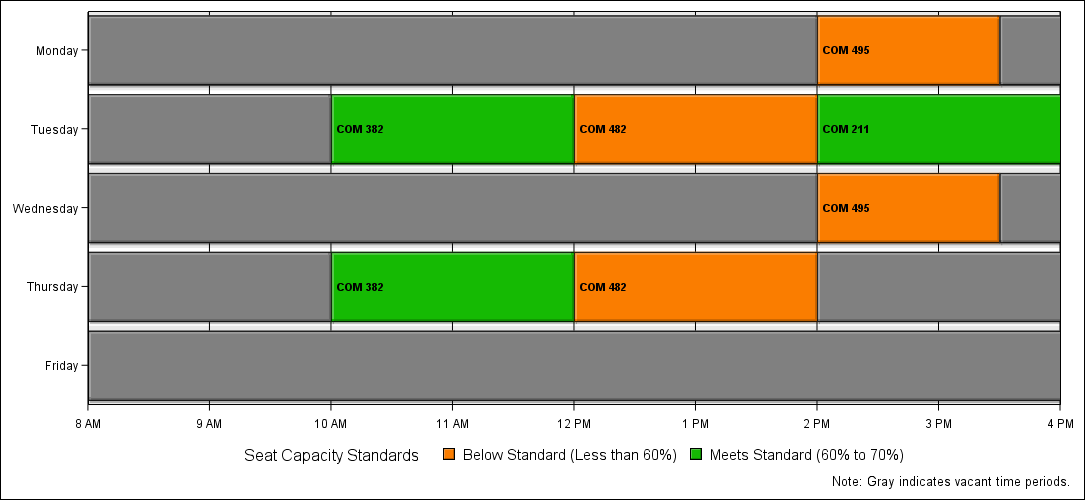 Monday
COM 495
Tuesday
COM 382 COM 482 COM 211
Wednesday
COM 495
Thursday
COM 382 COM 482
Friday
8 AM 9 AM 10 AM 11 AM 12 PM 1 PM 2 PM 3 PM 4 PM
Seat Capacity Standards Below Standard (Less than 60%) Meets Standard (60% to 70%)
Note: Gray indicates vacant time periods.